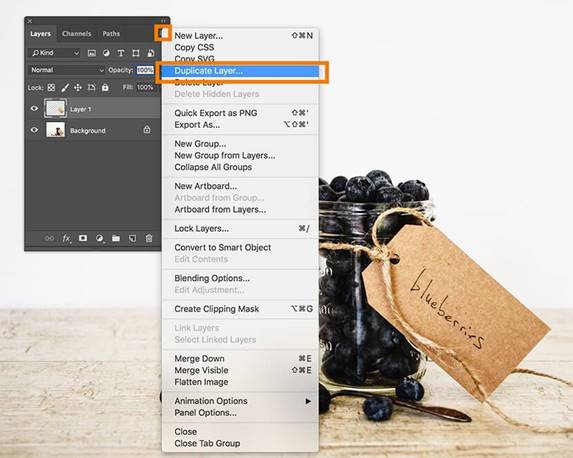 Layers Channels Paths
Kind
Normal Opacity: 100%
Lock: Fill: 100%
Layer 1
Background
fx
New Layer... ⇧⌘N
Copy CSS
Copy SVG
Duplicate Layer...
Delete Layer
Delete Hidden Layers
Quick Export as PNG ⇧⌘'
Export As... ⌥⇧⌘'
New Group...
New Group from Layers...
Collapse All Groups
New Artboard...
Artboard from Group...
Artboard from Layers...
Lock Layers... ⌘/
Convert to Smart Object
Edit Contents
Blending Options...
Edit Adjustment...
Create Clipping Mask ⌥⌘G
Link Layers
Select Linked Layers
Merge Down ⌘E
Merge Visible ⇧⌘E
Flatten Image
Animation Options
Panel Options...
Close
Close Tab Group
blueberries